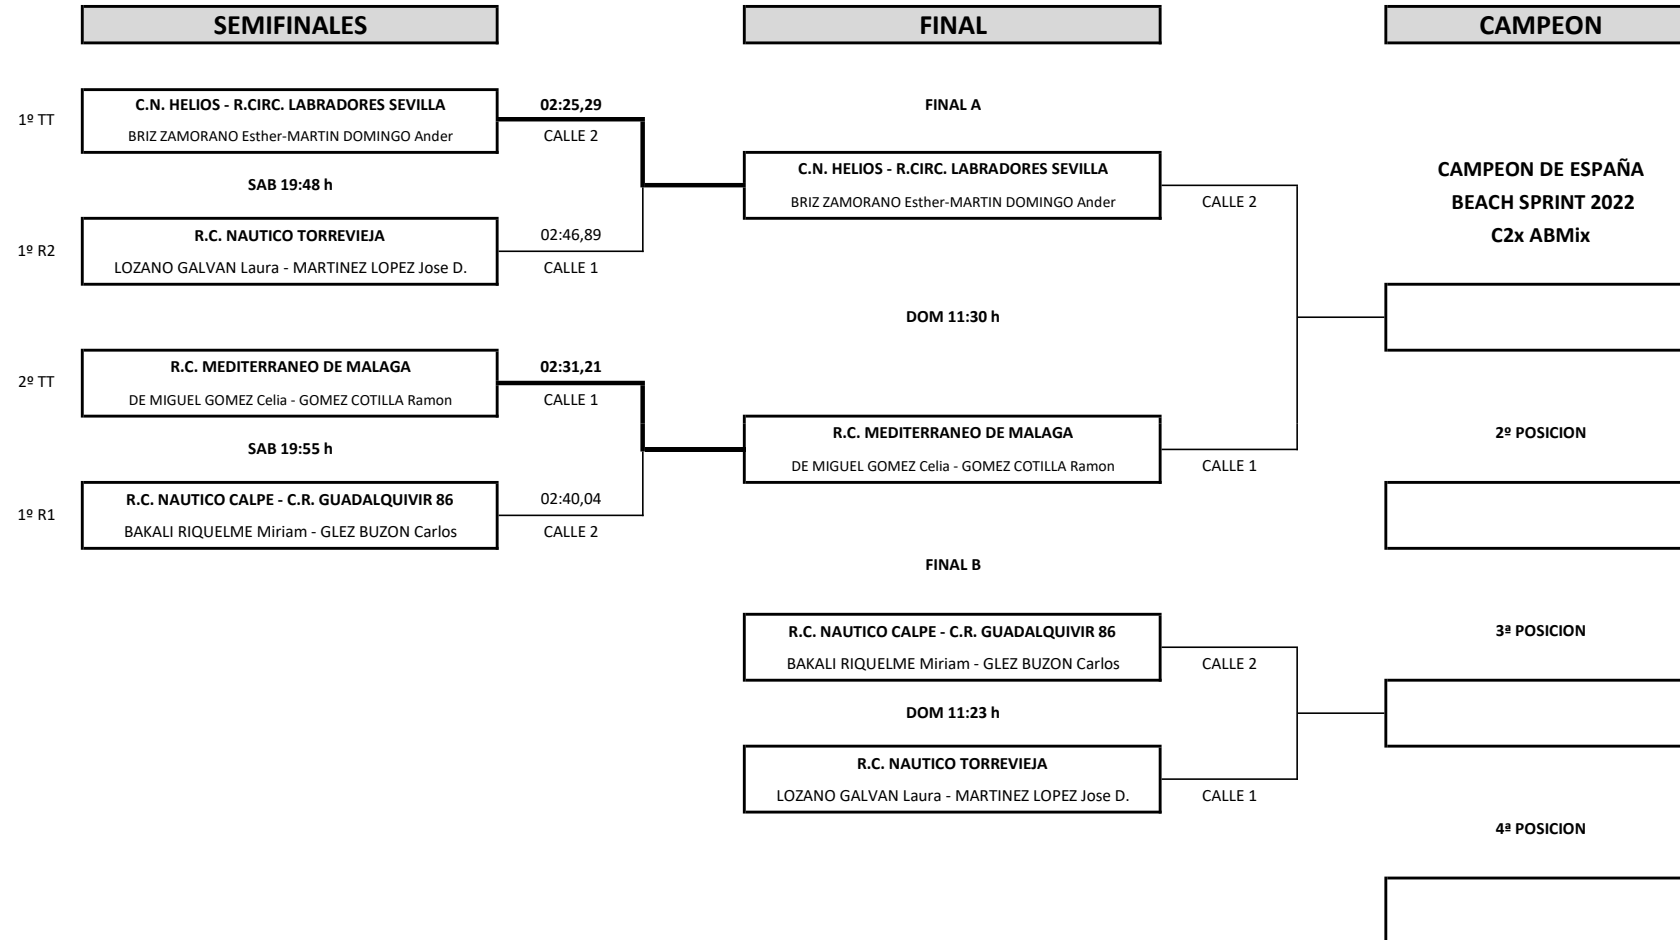 SEMIFINALES
FINAL
CAMPEON
1º TT
C.N. HELIOS - R.CIRC. LABRADORES SEVILLA
BRIZ ZAMORANO Esther-MARTIN DOMINGO Ander
02:25,29
CALLE 2
SAB 19:48 h
1º R2
R.C. NAUTICO TORREVIEJA
LOZANO GALVAN Laura - MARTINEZ LOPEZ Jose D.
02:46,89
CALLE 1
2º TT
R.C. MEDITERRANEO DE MALAGA
DE MIGUEL GOMEZ Celia - GOMEZ COTILLA Ramon
02:31,21
CALLE 1
SAB 19:55 h
1º R1
R.C. NAUTICO CALPE - C.R. GUADALQUIVIR 86
BAKALI RIQUELME Miriam - GLEZ BUZON Carlos
02:40,04
CALLE 2
FINAL A
C.N. HELIOS - R.CIRC. LABRADORES SEVILLA
BRIZ ZAMORANO Esther-MARTIN DOMINGO Ander
CALLE 2
DOM 11:30 h
R.C. MEDITERRANEO DE MALAGA
DE MIGUEL GOMEZ Celia - GOMEZ COTILLA Ramon
CALLE 1
FINAL B
R.C. NAUTICO CALPE - C.R. GUADALQUIVIR 86
BAKALI RIQUELME Miriam - GLEZ BUZON Carlos
CALLE 2
DOM 11:23 h
R.C. NAUTICO TORREVIEJA
LOZANO GALVAN Laura - MARTINEZ LOPEZ Jose D.
CALLE 1
CAMPEON DE ESPAÑA
BEACH SPRINT 2022
C2x ABMix
2º POSICION
3ª POSICION
4ª POSICION